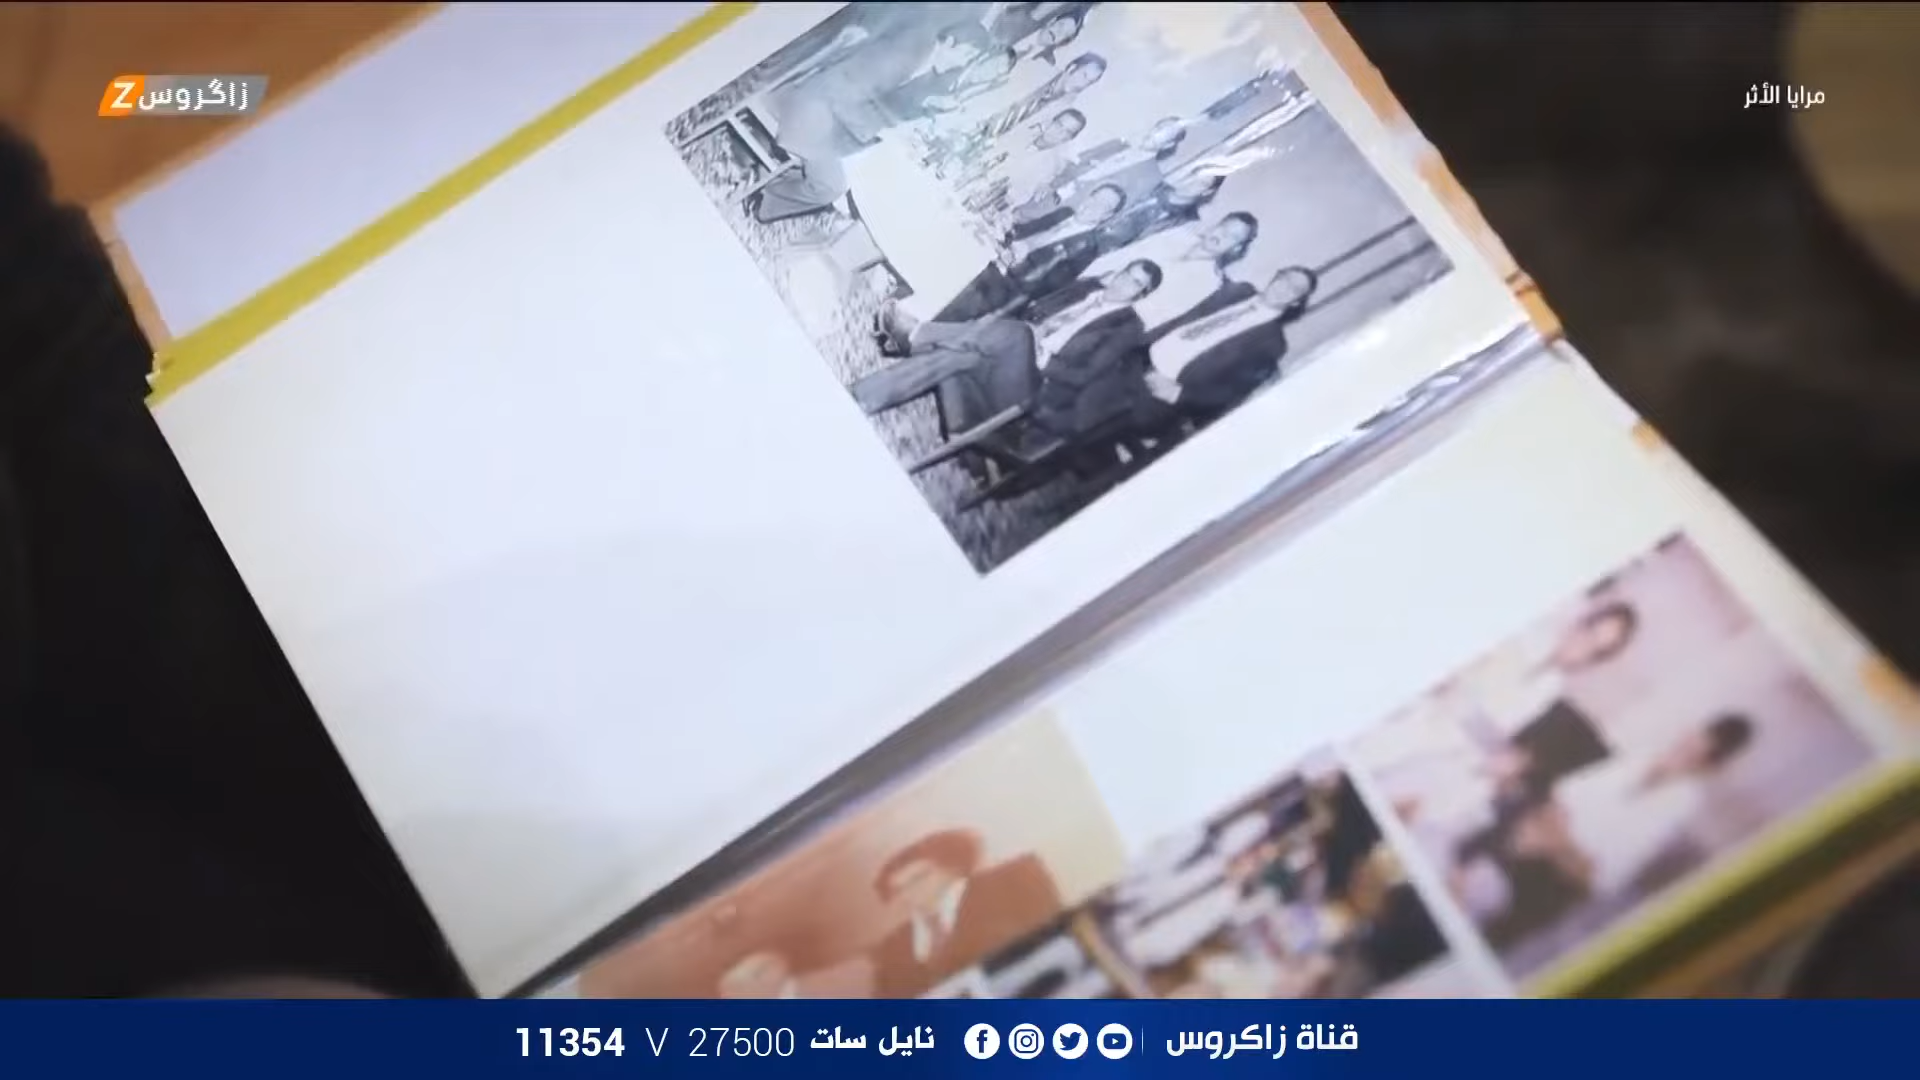 زاگروس Z
مرايا الأثر
قناة زاكروس
نايل سات 27500 V 11354